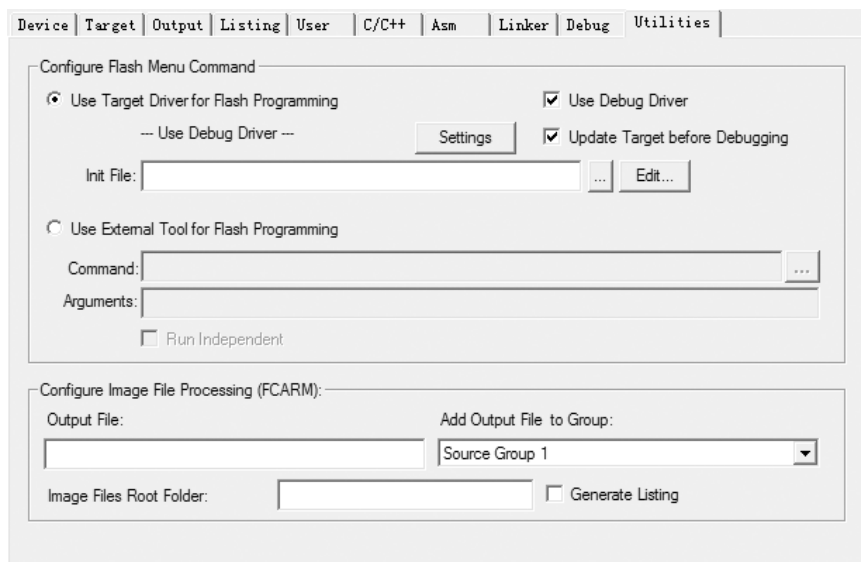 Device Target Output Listing User C/C++ Asm Linker Debug Utilities
Configure Flash Menu Command
Use Target Driver for Flash Programming
Use Debug Driver
--- Use Debug Driver ---
Settings
Update Target before Debugging
Init File:
...
Edit...
Use External Tool for Flash Programming
Command:
...
Arguments:
Run Independent
Configure Image File Processing (FCARM):
Output File:
Add Output File to Group:
Source Group 1
Image Files Root Folder:
Generate Listing